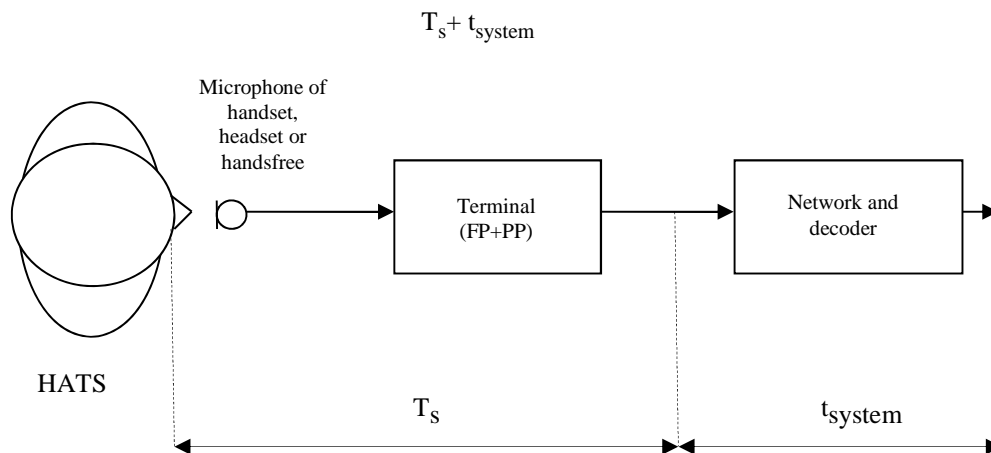 Ts+ tsystem
Microphone of
handset,
headset or
handsfree
Terminal
(FP+PP)
Network and
decoder
HATS
Ts
tsystem